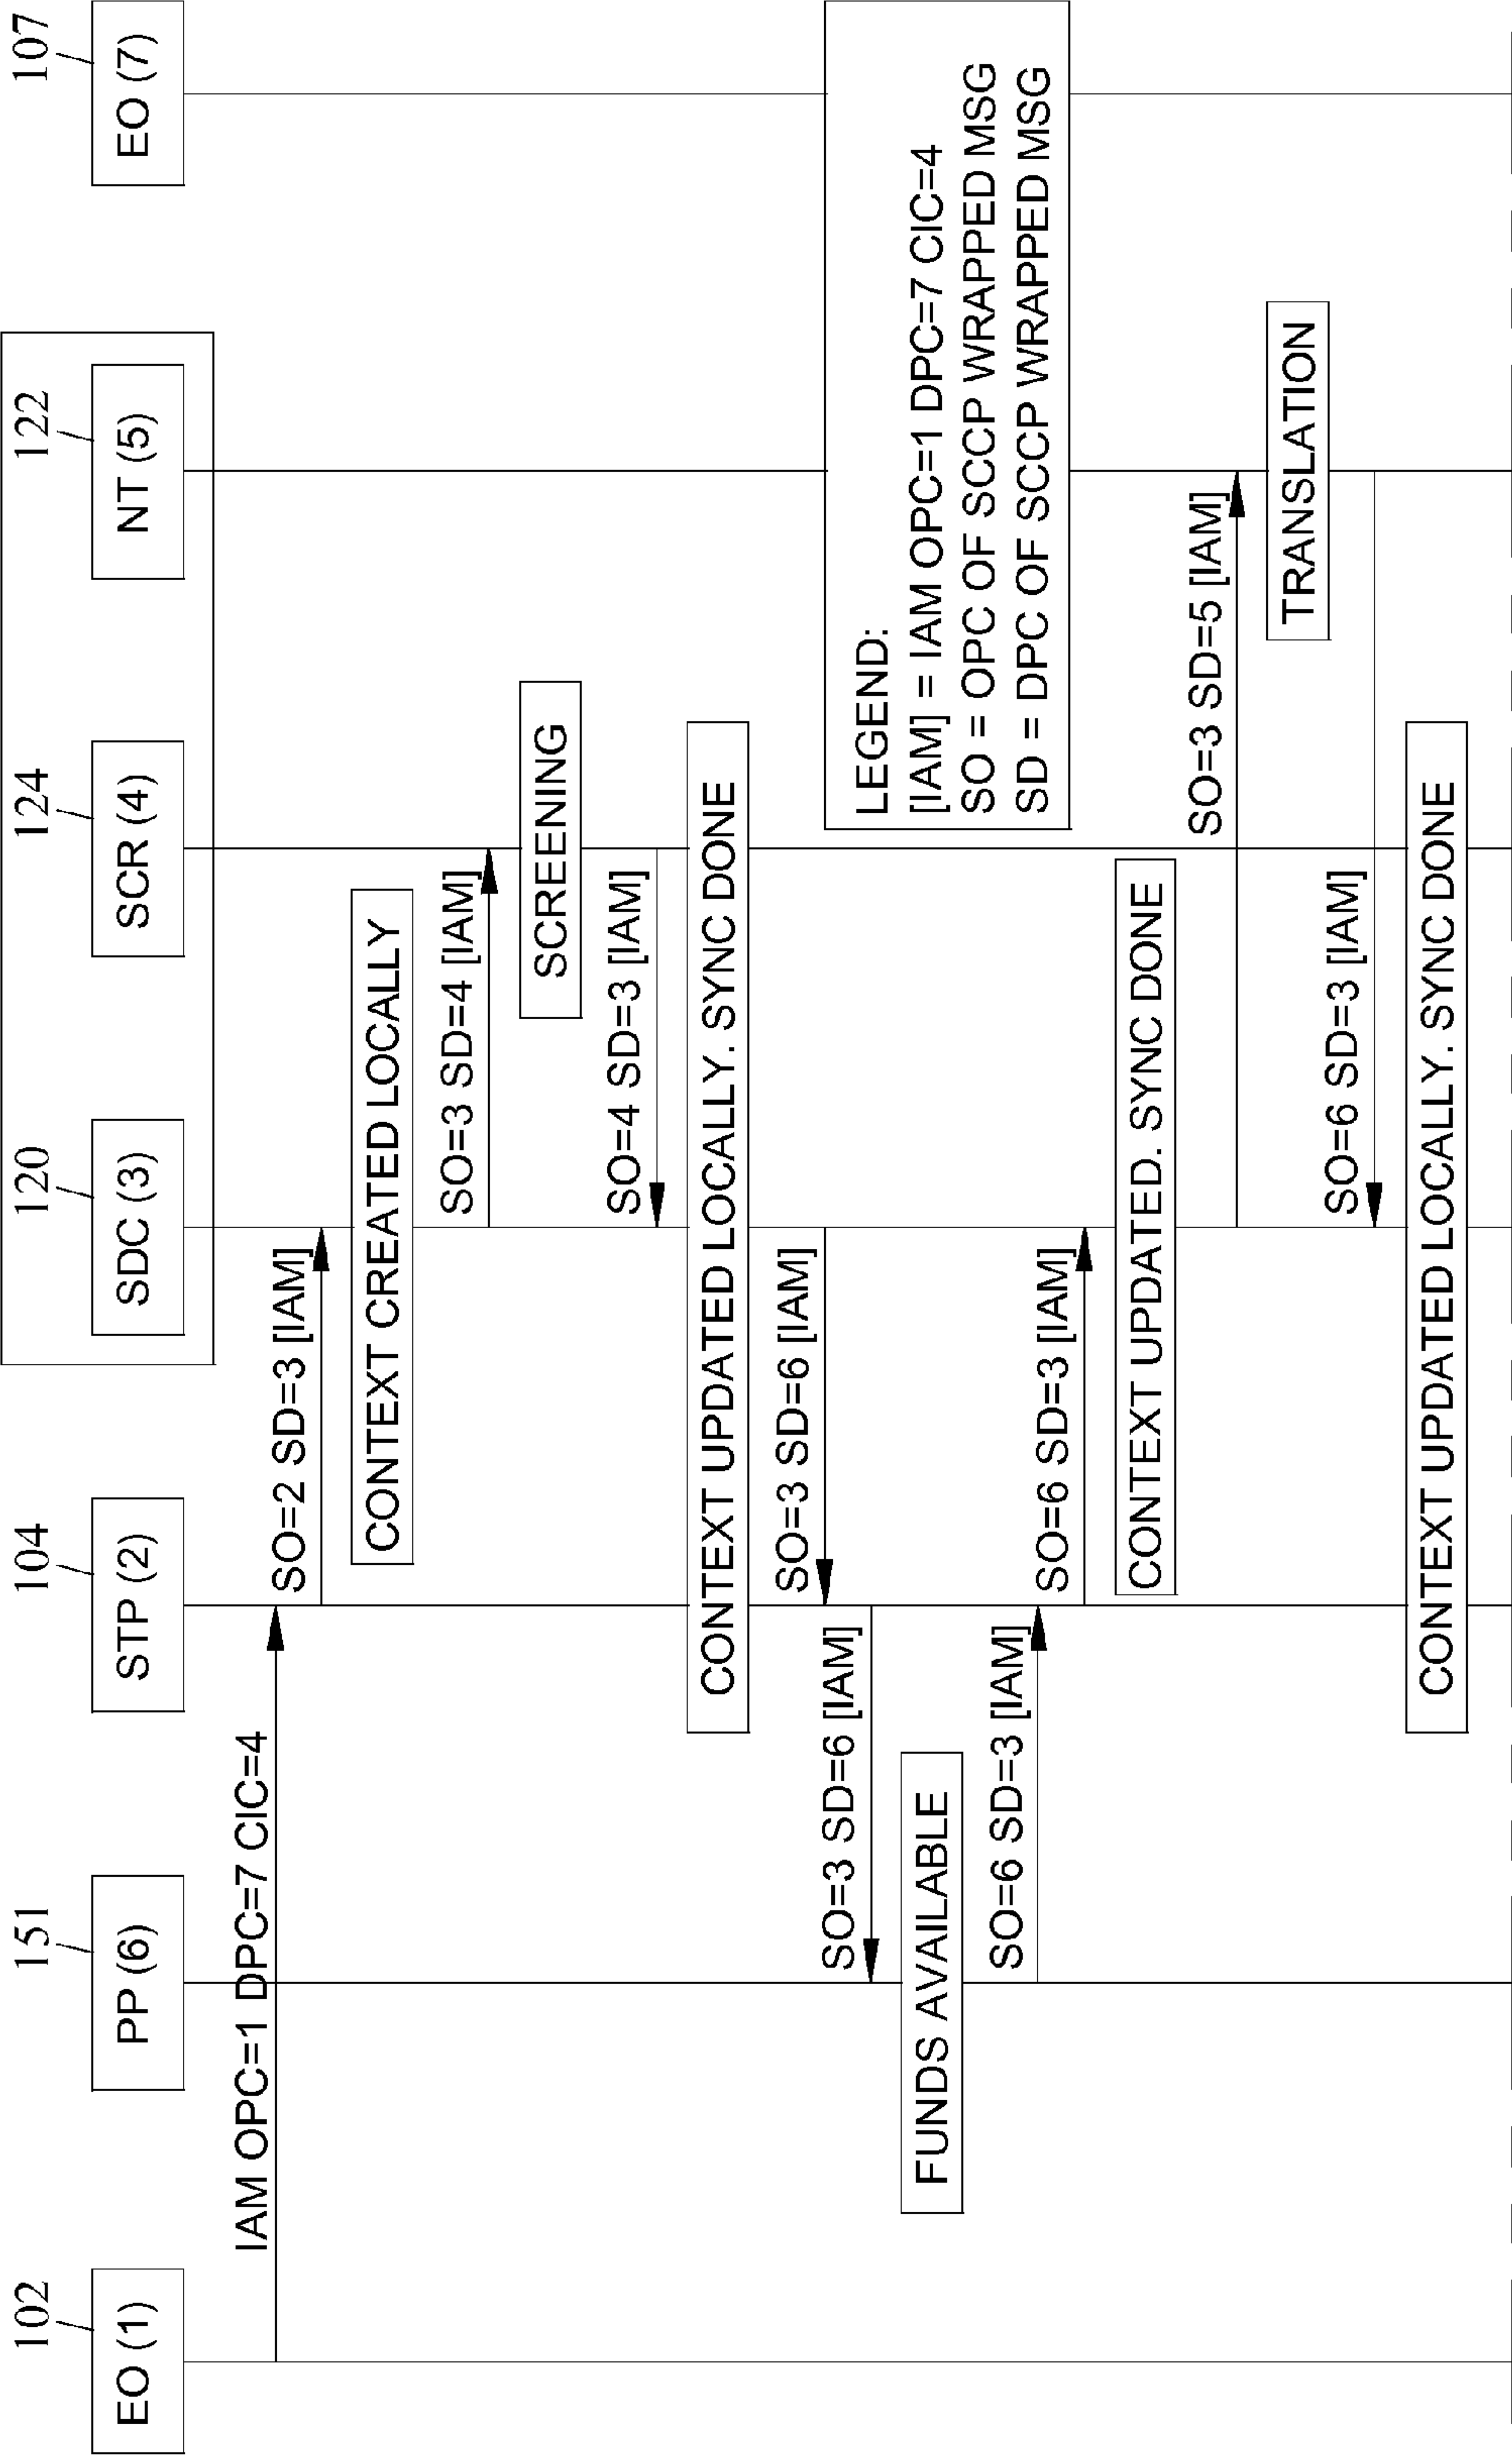 102
151
104
120
124
122
107
EO (1)
PP (6)
STP (2)
SDC (3)
SCR (4)
NT (5)
EO (7)
IAM OPC=1 DPC=7 CIC=4
SO=2 SD=3 [IAM]
CONTEXT CREATED LOCALLY
SO=3 SD=4 [IAM]
SCREENING
SO=4 SD=3 [IAM]
CONTEXT UPDATED LOCALLY. SYNC DONE
SO=3 SD=6 [IAM]
SO=3 SD=6 [IAM]
LEGEND:
[IAM] = IAM OPC=1 DPC=7 CIC=4
SO = OPC OF SCCP WRAPPED MSG
SD = DPC OF SCCP WRAPPED MSG
FUNDS AVAILABLE
SO=6 SD=3 [IAM]
SO=6 SD=3 [IAM]
CONTEXT UPDATED. SYNC DONE
SO=3 SD=5 [IAM]
TRANSLATION
SO=6 SD=3 [IAM]
CONTEXT UPDATED LOCALLY. SYNC DONE